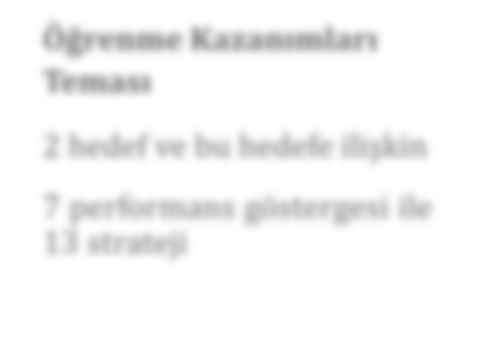 Öğrenme Kazanımları
Teması
2 hedef ve bu hedefe ilişkin
7 performans göstergesi ile
13 strateji